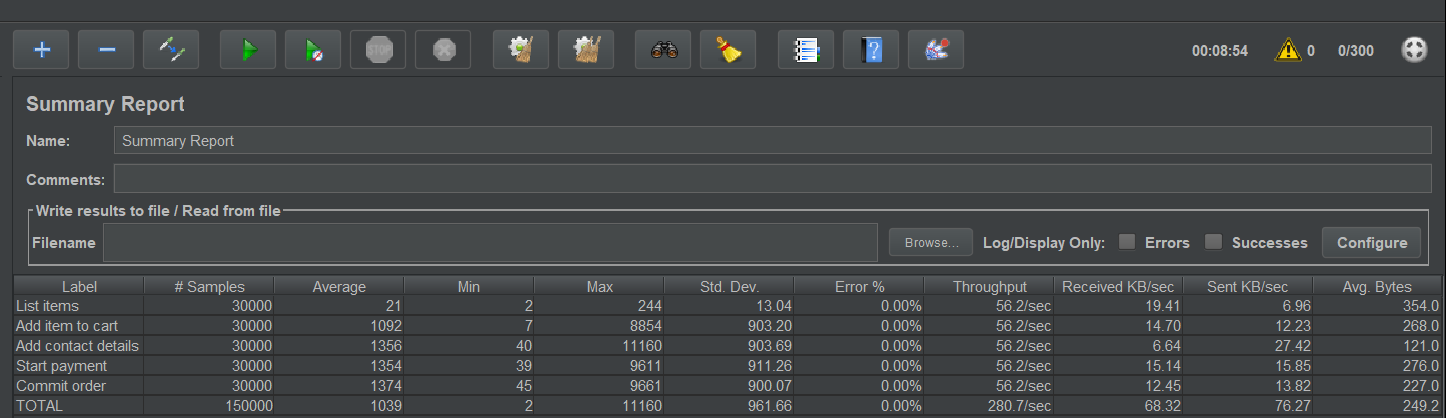 STOP 00:08:54 0 0/300
Summary Report
Name: Summary Report
Comments:
Write results to file / Read from file
Filename Browse... Log/Display Only: Errors Successes Configure
Label # Samples Average Min Max Std. Dev. Error % Throughput Received KB/sec Sent KB/sec Avg. Bytes
List items 30000 21 2 244 13.04 0.00% 56.2/sec 19.41 6.96 354.0
Add item to cart 30000 1092 7 8854 903.20 0.00% 56.2/sec 14.70 12.23 268.0
Add contact details 30000 1356 40 11160 903.69 0.00% 56.2/sec 6.64 27.42 121.0
Start payment 30000 1354 39 9611 911.26 0.00% 56.2/sec 15.14 15.85 276.0
Commit order 30000 1374 45 9661 900.07 0.00% 56.2/sec 12.45 13.82 227.0
TOTAL 150000 1039 2 11160 961.66 0.00% 280.7/sec 68.32 76.27 249.2